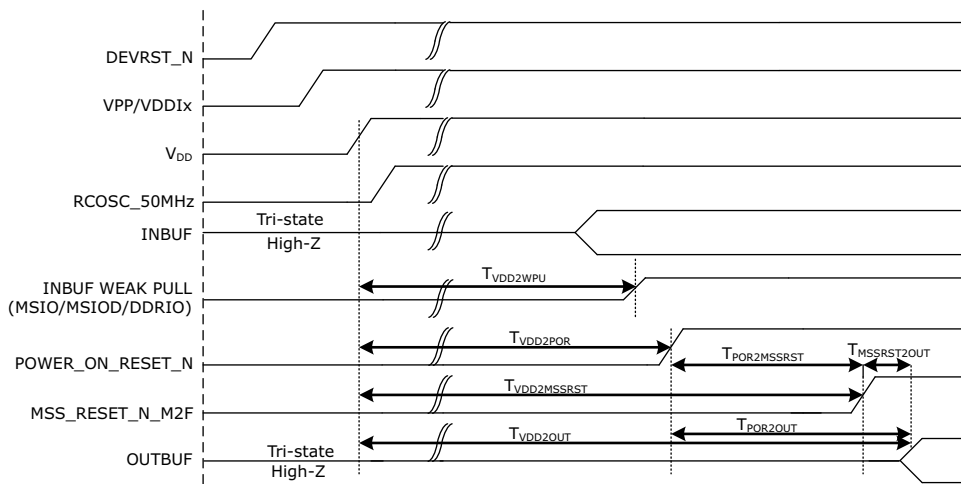 DEVRST_N
VPP/VDDIx
VDD
RCOSC_50MHz
Tri-state
INBUF
High-Z
TVDD2WPU
INBUF WEAK PULL
(MSIO/MSIOD/DDRIO)
TVDD2POR
POWER_ON_RESET_N
TPOR2MSSRST
TMSSRST2OUT
TVDD2MSSRST
MSS_RESET_N_M2F
TPOR2OUT
TVDD2OUT
Tri-state
OUTBUF
High-Z